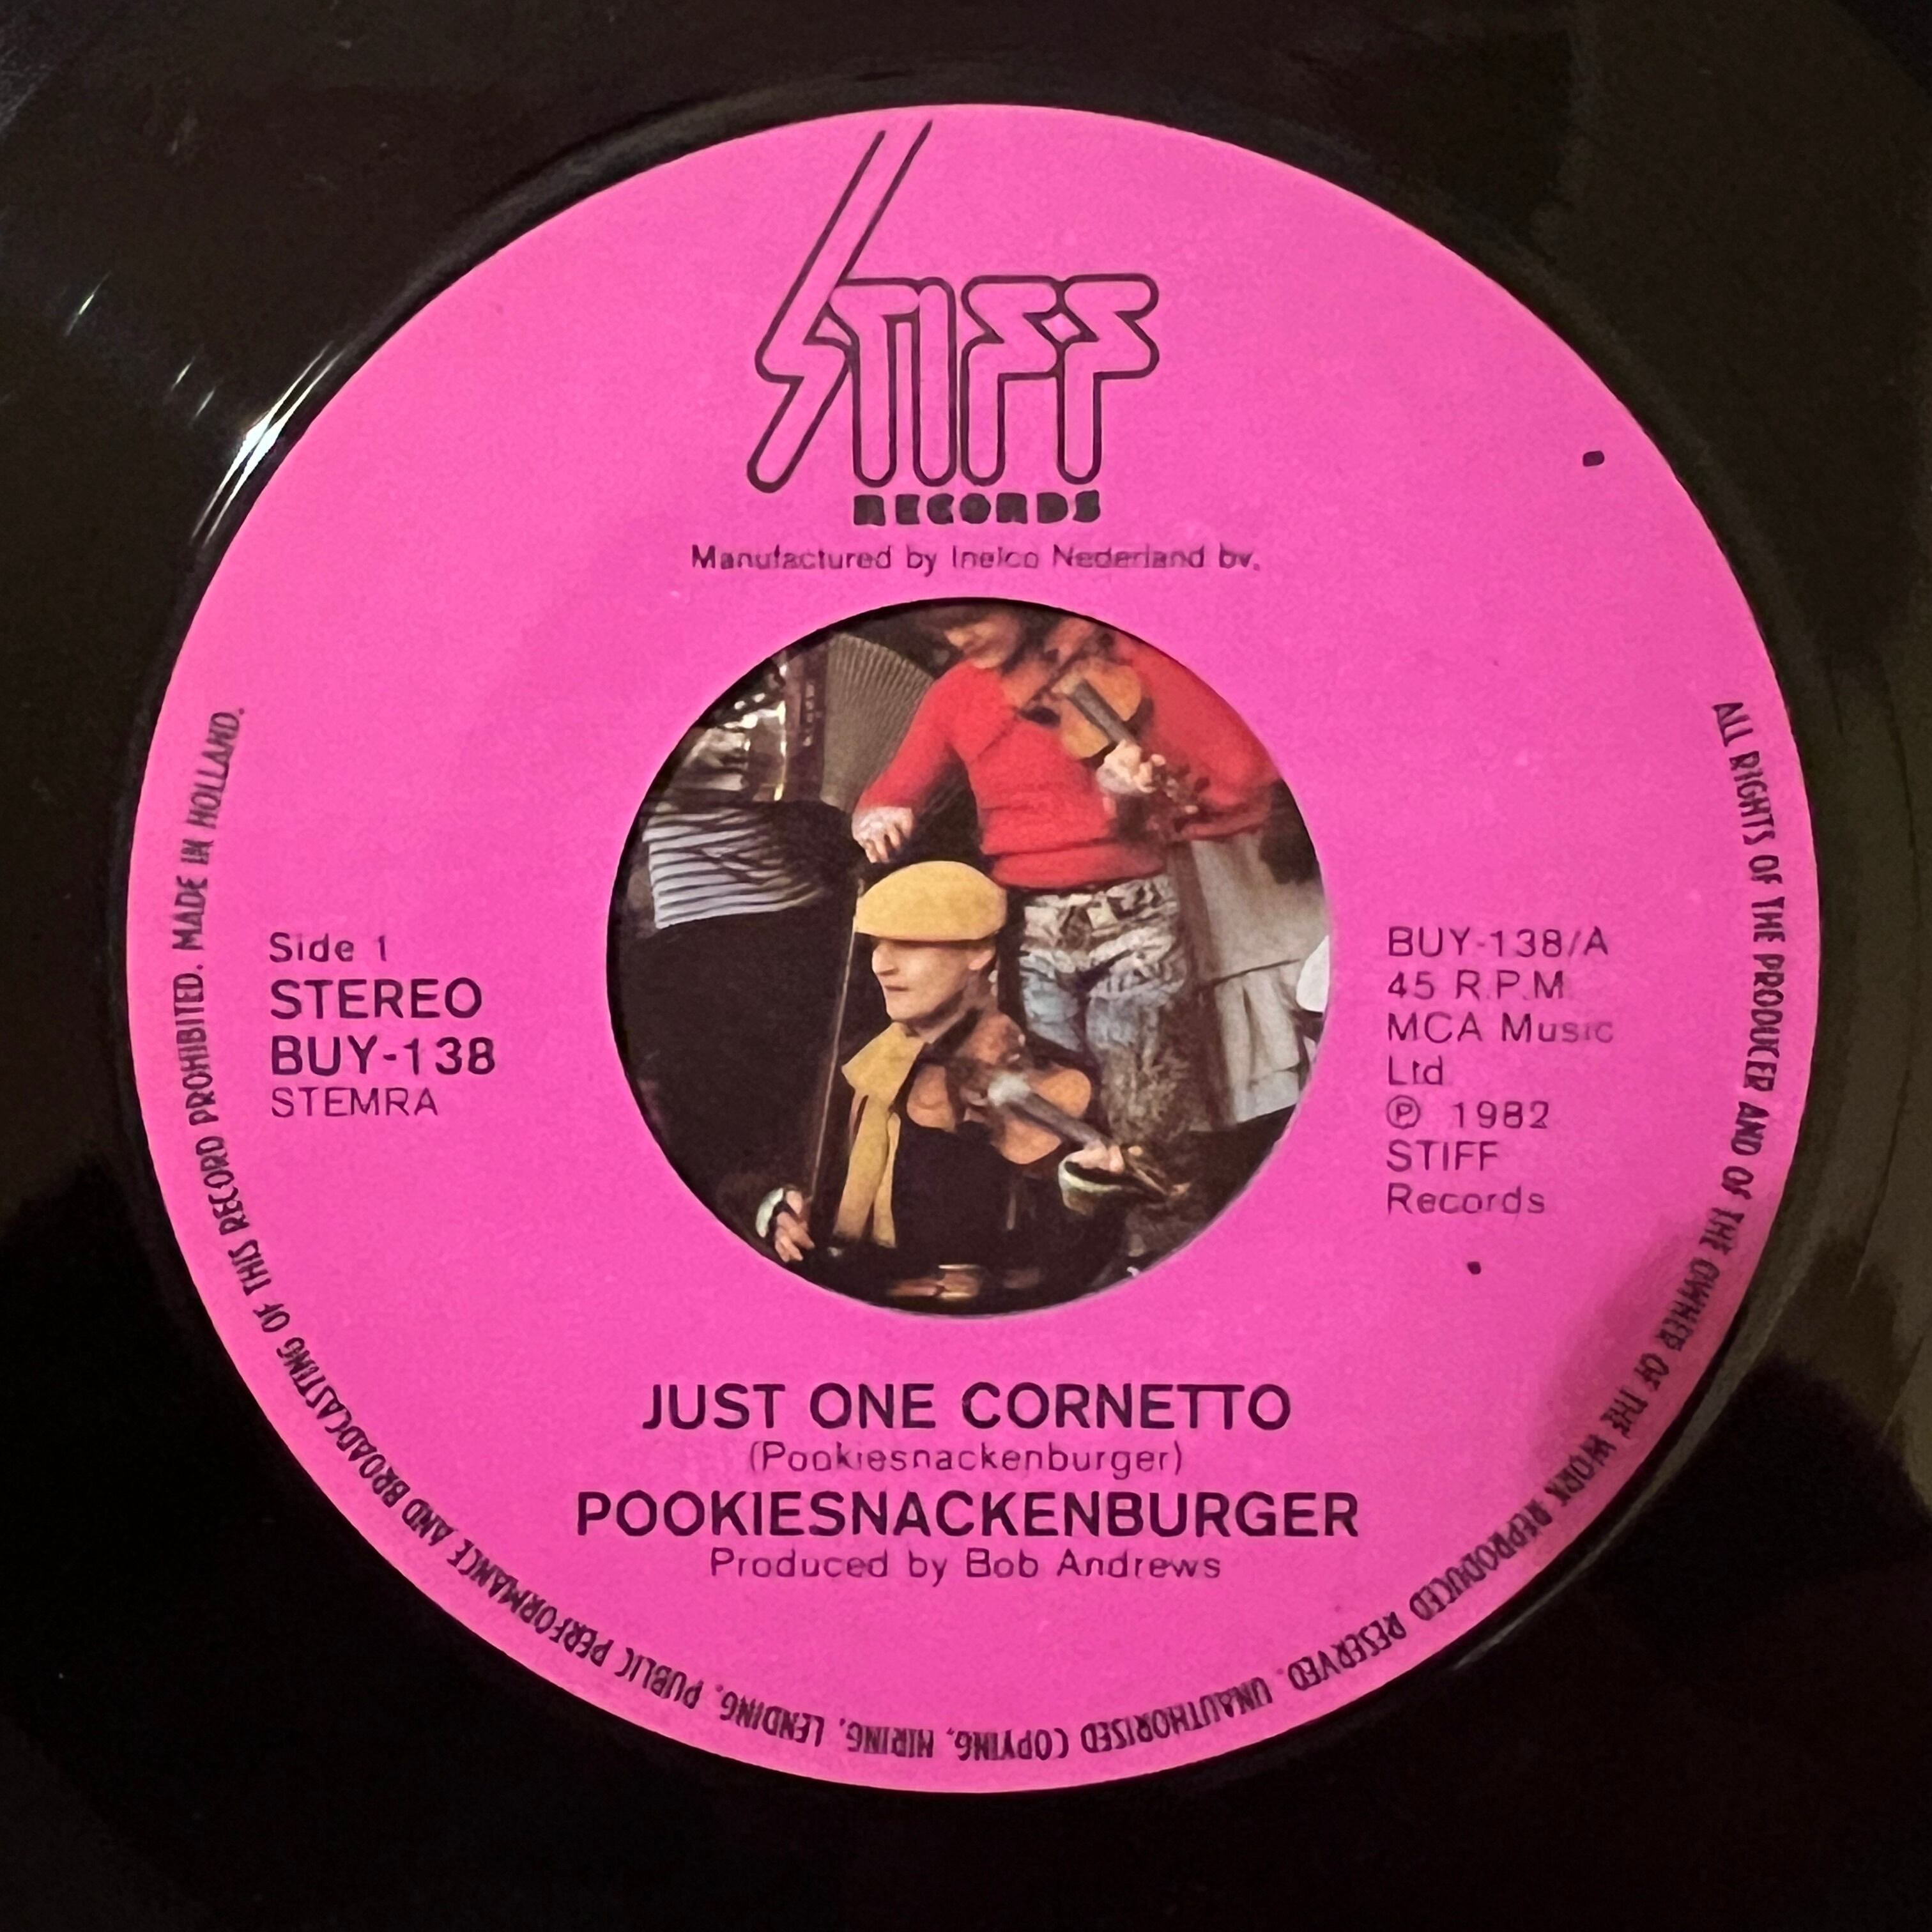 STIFF
RECORDS
Manufactured by Inelco Nederland bv.
Side 1
STEREO
BUY-138
STEMRA
BUY-138/A
45 R.P.M.
MCA Music
Ltd
℗ 1982
STIFF
Records
JUST ONE CORNETTO
(Pookiesnackenburger)
POOKIESNACKENBURGER
Produced by Bob Andrews
ALL RIGHTS OF THE PRODUCER AND OF THE OWNER OF THE WORK REPRODUCED RESERVED. UNAUTHORISED COPYING, HIRING, LENDING, PUBLIC PERFORMANCE AND BROADCASTING OF THIS RECORD PROHIBITED. MADE IN HOLLAND.